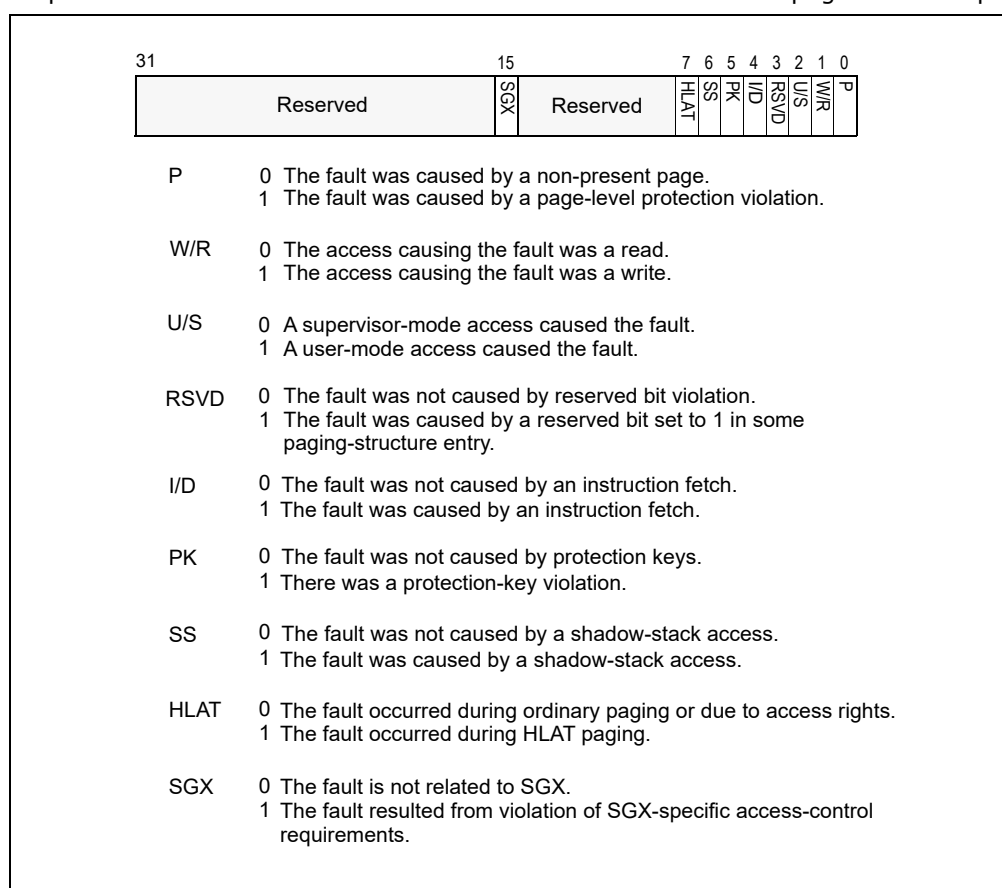 31 15 7 6 5 4 3 2 1 0
Reserved SGX Reserved HLAT SS PK I/D RSVD U/S W/R P
P 0 The fault was caused by a non-present page.
1 The fault was caused by a page-level protection violation.
W/R 0 The access causing the fault was a read.
1 The access causing the fault was a write.
U/S 0 A supervisor-mode access caused the fault.
1 A user-mode access caused the fault.
RSVD 0 The fault was not caused by reserved bit violation.
1 The fault was caused by a reserved bit set to 1 in some
paging-structure entry.
I/D 0 The fault was not caused by an instruction fetch.
1 The fault was caused by an instruction fetch.
PK 0 The fault was not caused by protection keys.
1 There was a protection-key violation.
SS 0 The fault was not caused by a shadow-stack access.
1 The fault was caused by a shadow-stack access.
HLAT 0 The fault occurred during ordinary paging or due to access rights.
1 The fault occurred during HLAT paging.
SGX 0 The fault is not related to SGX.
1 The fault resulted from violation of SGX-specific access-control
requirements.